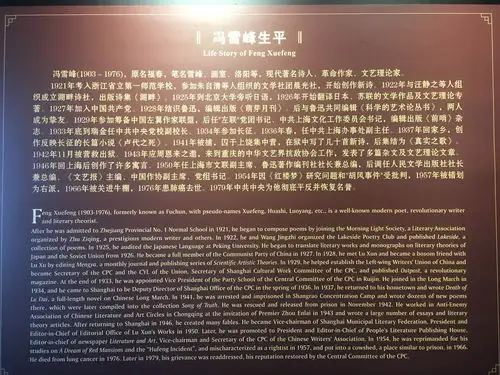 冯雪峰生平
Life Story of Feng Xuefeng
冯雪峰(1903－1976)，原名福春，笔名雪峰、画室、洛阳等，现代著名诗人、革命作家、文艺理论家。
1921年考入浙江省立第一师范学校，参加朱自清等人组织的文学社团晨光社，开始创作新诗。1922年与汪静之等人组
织成立湖畔诗社，出版诗集《湖畔》。1925年到北京大学旁听日语，1926年开始翻译日本、苏联的文学作品及文艺理论专
著。1927年加入中国共产党。1928年结识鲁迅，编辑出版《萌芽月刊》，后与鲁迅共同编辑《科学的艺术论丛书》，两人
成为挚友。1929年参加筹备中国左翼作家联盟，后任“左联”党团书记、中共上海文化工作委员会书记，编辑出版《前哨》杂
志。1933年底到瑞金任中共中央党校副校长。1934年参加长征，1936年春，任中共上海办事处副主任。1937年回家乡，创
作反映长征的长篇小说《卢代之死》。1941年被捕，囚于上饶集中营，在狱中写了几十首新诗，后集结为《真实之歌》。
1942年11月被营救出狱，1943年应周恩来之邀，来到重庆的中华文艺界抗敌协会工作，发表了多篇杂文及文艺理论文章。
1946年回上海后创作了许多寓言。1950年任上海市文联副主席、鲁迅著作编刊社社长兼总编，后调任人民文学出版社社长
兼总编、《文艺报》主编、中国作协副主席、党组书记。1954年因《红楼梦》研究问题和“胡风事件”受批判，1957年被错划
为右派，1966年被关进牛棚，1976年患肺癌去世。1979年中共中央为他彻底平反并恢复名誉。
Feng Xuefeng (1903-1976), formerly known as Fuchun, with pseudo-names Xuefeng, Huashi, Luoyang, etc., is a well-known modern poet, revolutionary writer
and literary theorist.
After he was admitted to Zhejiang Provincial No. 1 Normal School in 1921, he began to compose poems by joining the Morning Light Society, a Literary Association
organized by Zhu Ziqing, a prestigious modern writer and others. In 1922, he and Wang Jingzhi organized the Lakeside Poetry Club and published Lakeside, a
collection of poems. In 1925, he audited the Japanese Language at Peking University. He began to translate literary works and monographs on literary theories of
Japan and the Soviet Union from 1926. He became a full member of the Communist Party of China in 1927. In 1928, he met Lu Xun and became a bosom friend with
Lu Xu by editing Mengya, a monthly journal and publishing series of Scientific Artistic Theories. In 1929, he helped establish the Left-wing Writers' Union of China and
became Secretary of the CPC and the CYL of the Union, Secretary of Shanghai Cultural Work Committee of the CPC, and published Outpost, a revolutionary
magazine. At the end of 1933, he was appointed Vice President of the Party School of the Central Committee of the CPC in Ruijin. He joined in the Long March in
1934, and he come to Shanghai to be Deputy Director of Shanghai Office of the CPC in the spring of 1936. In 1937, he returned to his hometown and wrote Death of
Lu Dai, a full-length novel on Chinese Long March. In 1941, he was arrested and imprisoned in Shangrao Concentration Camp and wrote dozens of new poems
there, which were later compiled into the collection Song of Truth. He was rescued and released from prison in November 1942. He worked in Anti-Enemy
Association of Chinese Literature and Art Circles in Chongqing at the invitation of Premier Zhou Enlai in 1943 and wrote a large number of essays and literary
theory articles. After returning to Shanghai in 1946, he created many fables. He became Vice-Chairman of Shanghai Municipal Literary Federation, President and
Editor-in-Chief of Editorial Office of Lu Xun's Works in 1950. Later, he was promoted to President and Editor-in-Chief of People's Literature Publishing House,
Editor-in-chief of newspaper Literature and Art, Vice-chairman and Secretary of the CPC of the Chinese Writers' Association. In 1954, he was reprimanded for his
studies on A Dream of Red Mansions and the "Hufeng Incident", and mischaracterized as a rightist in 1957, and put into a cowshed, a place similar to prison, in 1966.
He died from lung cancer in 1976. Later in 1979, his grievance was readdressed, his reputation restored by the Central Committee of the CPC.